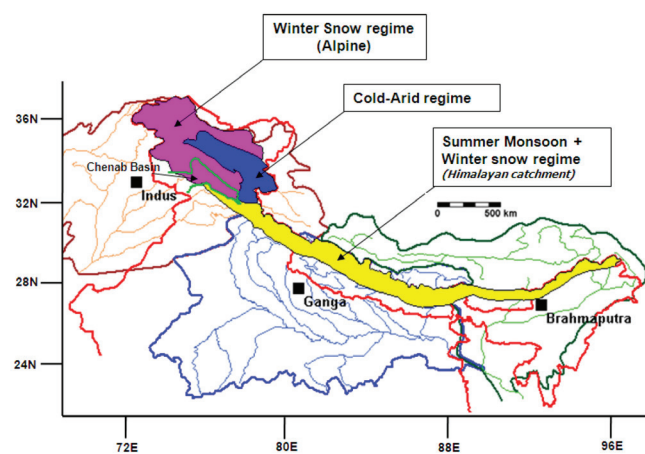 Winter Snow regime
(Alpine)
Cold-Arid regime
Summer Monsoon +
Winter snow regime
(Himalayan catchment)
36N
32N
28N
24N
Chenab Basin
Indus
0 500 km
Ganga
Brahmaputra
72E 80E 88E 96E